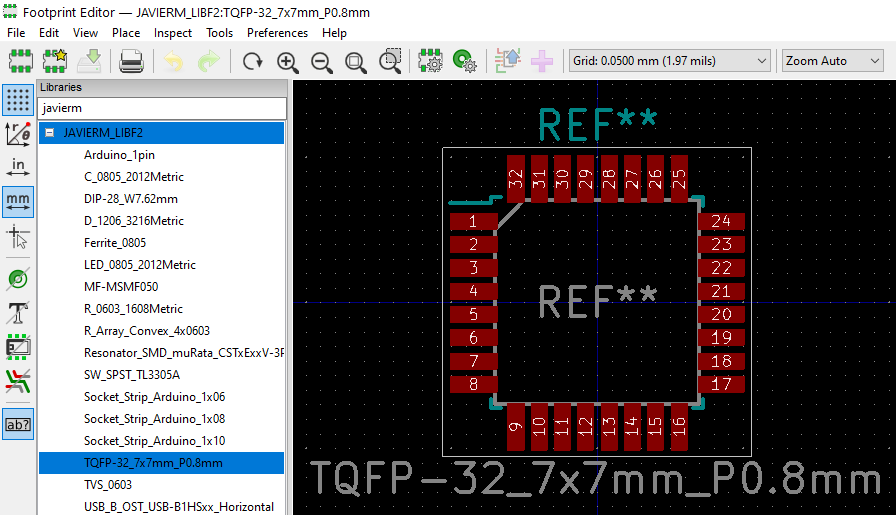 Footprint Editor — JAVIERM_LIBF2:TQFP-32_7x7mm_P0.8mm
File Edit View Place Inspect Tools Preferences Help
Grid: 0.0500 mm (1.97 mils) Zoom Auto
Libraries
javierm
JAVIERM_LIBF2
Arduino_1pin
C_0805_2012Metric
DIP-28_W7.62mm
D_1206_3216Metric
Ferrite_0805
LED_0805_2012Metric
MF-MSMF050
R_0603_1608Metric
R_Array_Convex_4x0603
Resonator_SMD_muRata_CSTxExxV-3P
SW_SPST_TL3305A
Socket_Strip_Arduino_1x06
Socket_Strip_Arduino_1x08
Socket_Strip_Arduino_1x10
TQFP-32_7x7mm_P0.8mm
TVS_0603
USB_B_OST_USB-B1HSxx_Horizontal
r θ
in
mm
T
ab?
REF**
32 31 30 29 28 27 26 25
1 24
2 23
3 22
4 21
REF**
5 20
6 19
7 18
8 17
9 10 11 12 13 14 15 16
TQFP-32_7x7mm_P0.8mm